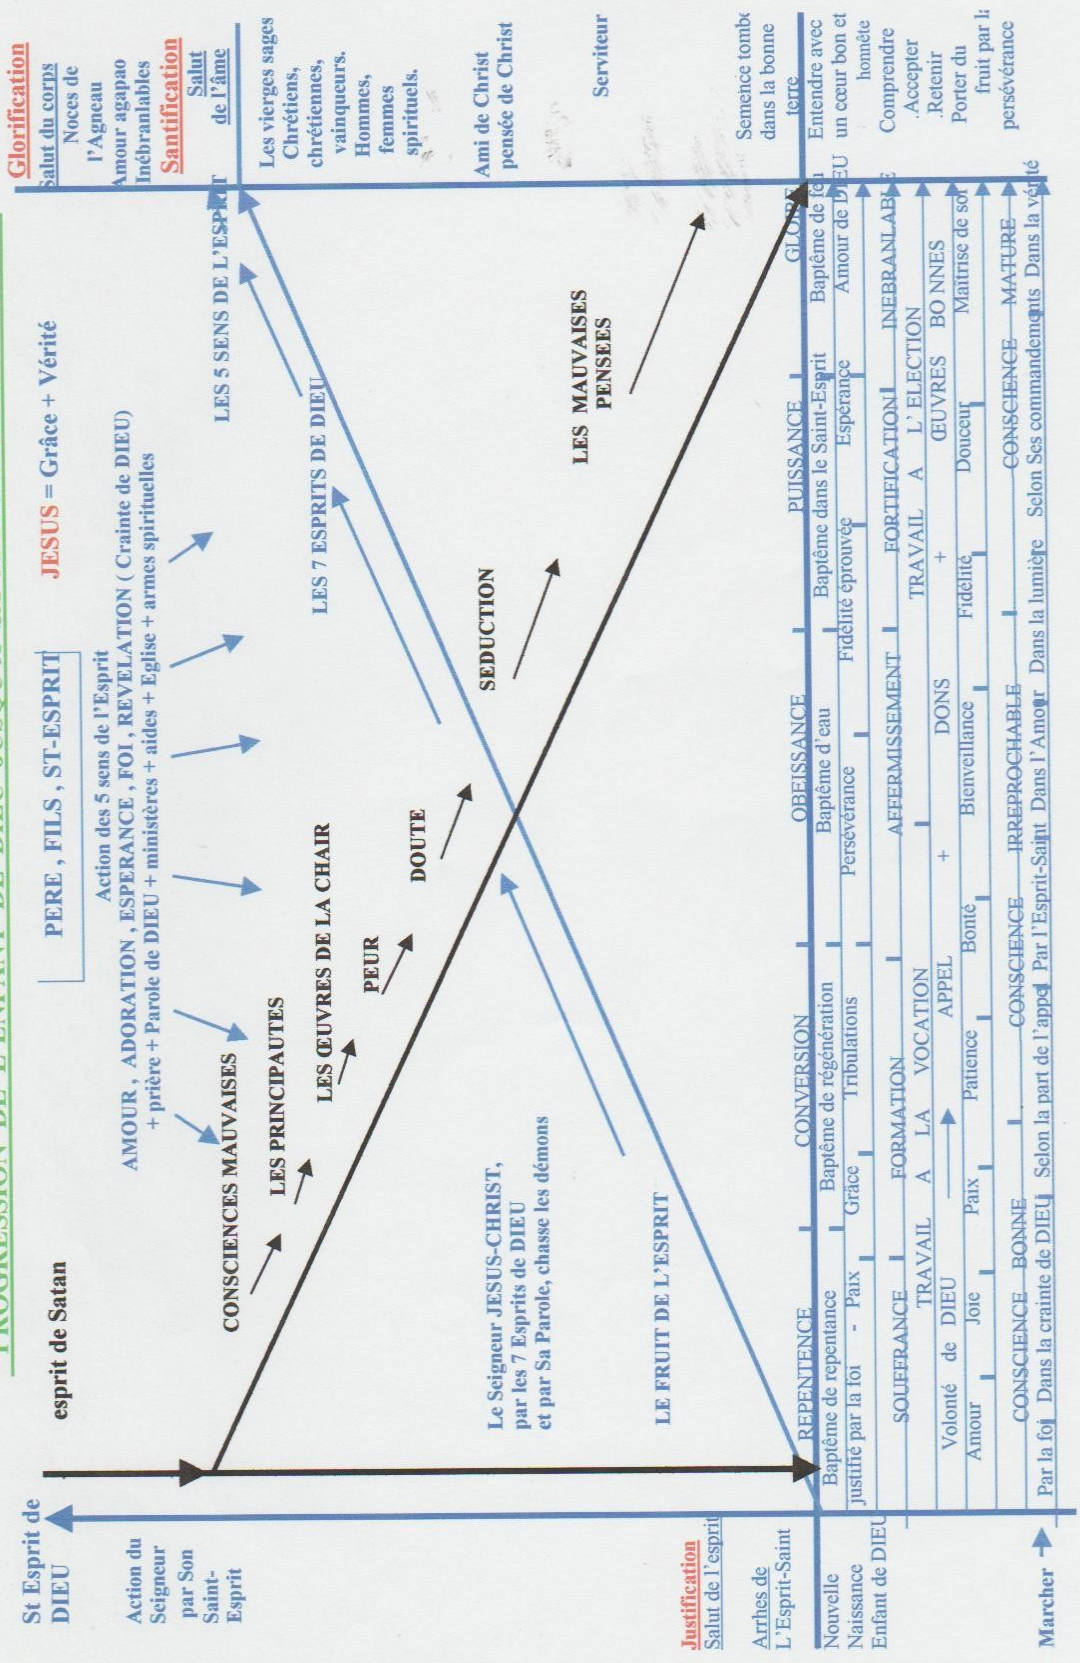 PROGRESSION DE L'ENFANT DE DIEU
St Esprit de
DIEU
esprit de Satan
PERE , FILS , ST-ESPRIT
JESUS = Grâce + Vérité
Glorification
Salut du corps
Noces de
l'Agneau
Amour agapao
Inébranlables
Santification
Salut
de l'âme
Action du
Seigneur
par Son
Saint-
Esprit
Action des 5 sens de l'Esprit
AMOUR , ADORATION , ESPERANCE , FOI , REVELATION ( Crainte de DIEU)
+ prière + Parole de DIEU + ministères + aides + Eglise + armes spirituelles
CONSCIENCES MAUVAISES
LES PRINCIPAUTES
LES ŒUVRES DE LA CHAIR
PEUR
DOUTE
SEDUCTION
LES MAUVAISES
PENSEES
LES 5 SENS DE L'ESPRIT
LES 7 ESPRITS DE DIEU
Le Seigneur JESUS-CHRIST,
par les 7 Esprits de DIEU
et par Sa Parole, chasse les démons
LE FRUIT DE L'ESPRIT
Les vierges sages
Chrétiens,
chrétiennes,
vainqueurs.
Hommes,
femmes
spirituels.
Ami de Christ
pensée de Christ
Serviteur
Semence tombé
dans la bonne
terre
Entendre avec
un cœur bon et
honnête
Comprendre
.Accepter
.Retenir
Porter du
fruit par la
persévérance
Justification
Salut de l'esprit
Arrhes de
L'Esprit-Saint
Nouvelle
Naissance
Enfant de DIEU
REPENTENCE CONVERSION OBEISSANCE PUISSANCE GLOIRE
Baptême de repentance Baptême de régénération Baptême d'eau Baptême dans le Saint-Esprit Baptême de feu
justifié par la foi - Paix Grâce Tribulations Persévérance Fidélité éprouvée Espérance Amour de DIEU
SOUFFRANCE FORMATION AFFERMISSEMENT FORTIFICATION INEBRANLABLE
TRAVAIL A LA VOCATION TRAVAIL A L' ELECTION
Volonté de DIEU APPEL + DONS + ŒUVRES BO NNES
Amour Joie Paix Patience Bonté Bienveillance Fidélité Douceur Maîtrise de soi
CONSCIENCE BONNE CONSCIENCE IRREPROCHABLE CONSCIENCE MATURE
Marcher Par la foi Dans la crainte de DIEU Selon la part de l'appel Par l'Esprit-Saint Dans l'Amour Dans la lumière Selon Ses commandements Dans la vérité